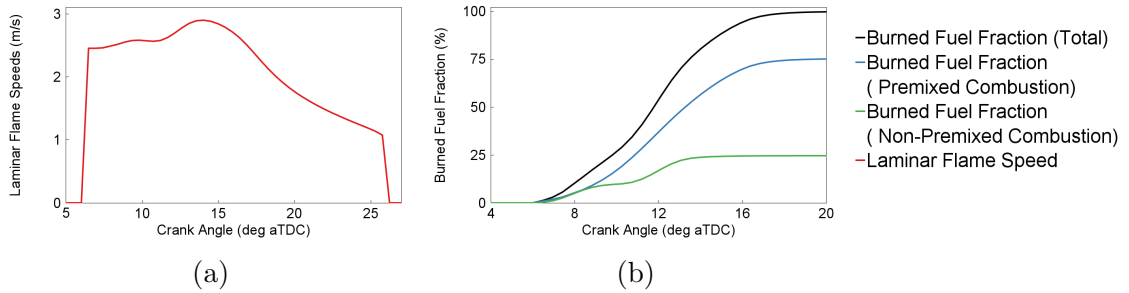 Laminar Flame Speeds (m/s)
3
2
1
0
5
10
15
20
25
Crank Angle (deg aTDC)
(a)
Burned Fuel Fraction (%)
100
75
50
25
0
4
8
12
16
20
Crank Angle (deg aTDC)
(b)
Burned Fuel Fraction (Total)
Burned Fuel Fraction
( Premixed Combustion)
Burned Fuel Fraction
( Non-Premixed Combustion)
Laminar Flame Speed